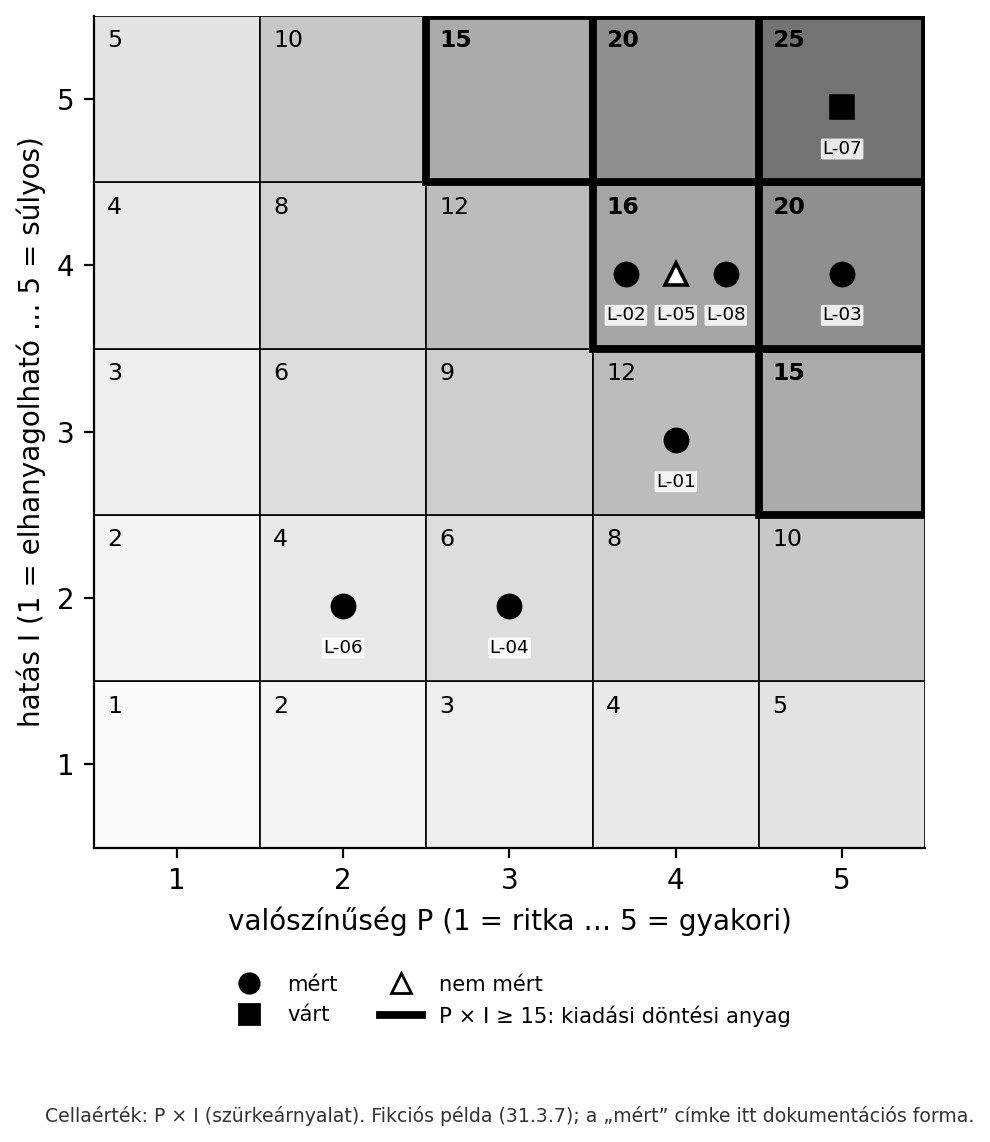 5 10 15 20 25
5
L-07
hatás I (1 = elhanyagolható … 5 = súlyos)
4 8 12 16 20
4
L-02 L-05 L-08 L-03
3 6 9 12 15
3
L-01
2 4 6 8 10
2
L-06 L-04
1 2 3 4 5
1
1 2 3 4 5
valószínűség P (1 = ritka … 5 = gyakori)
mért nem mért
várt P × I ≥ 15: kiadási döntési anyag
Cellaérték: P × I (szürkeárnyalat). Fikciós példa (31.3.7); a „mért” címke itt dokumentációs forma.